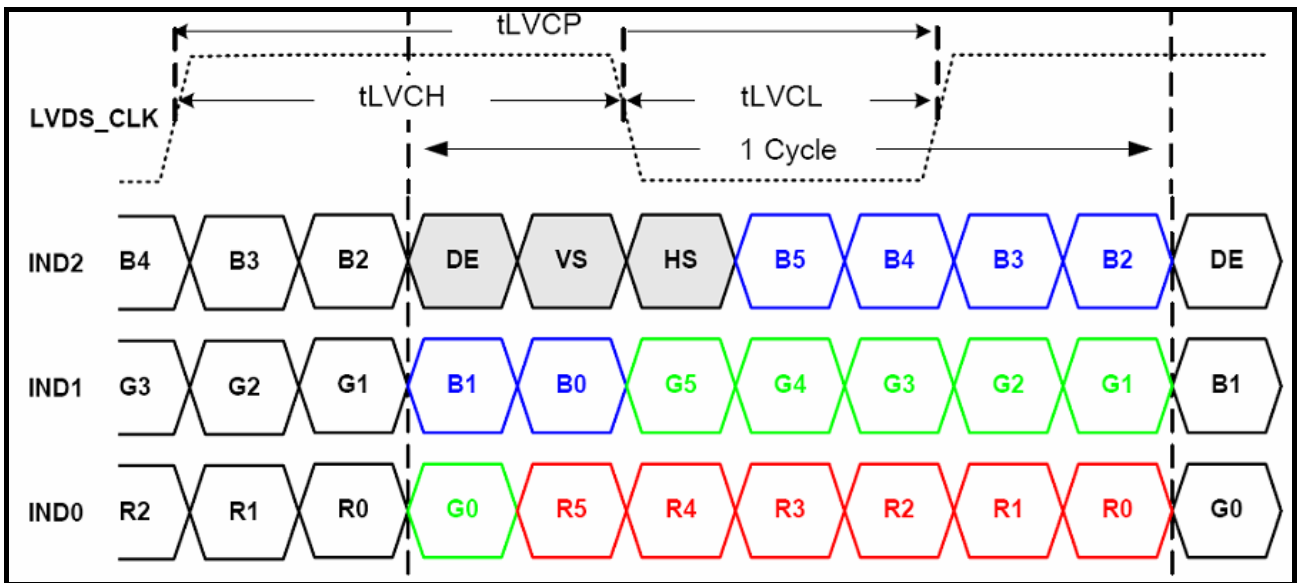 tLVCP
tLVCH tLVCL
LVDS_CLK
1 Cycle
IND2 B4 B3 B2 DE VS HS B5 B4 B3 B2 DE
IND1 G3 G2 G1 B1 B0 G5 G4 G3 G2 G1 B1
IND0 R2 R1 R0 G0 R5 R4 R3 R2 R1 R0 G0